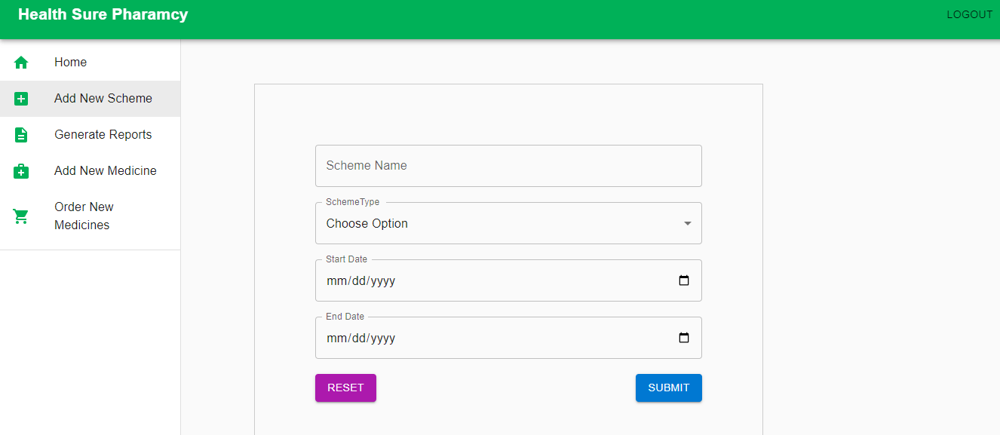 Health Sure Pharamcy
LOGOUT
Home
Add New Scheme
Generate Reports
Add New Medicine
Order New
Medicines
Scheme Name
SchemeType
Choose Option
Start Date
mm/dd/yyyy
End Date
mm/dd/yyyy
RESET
SUBMIT